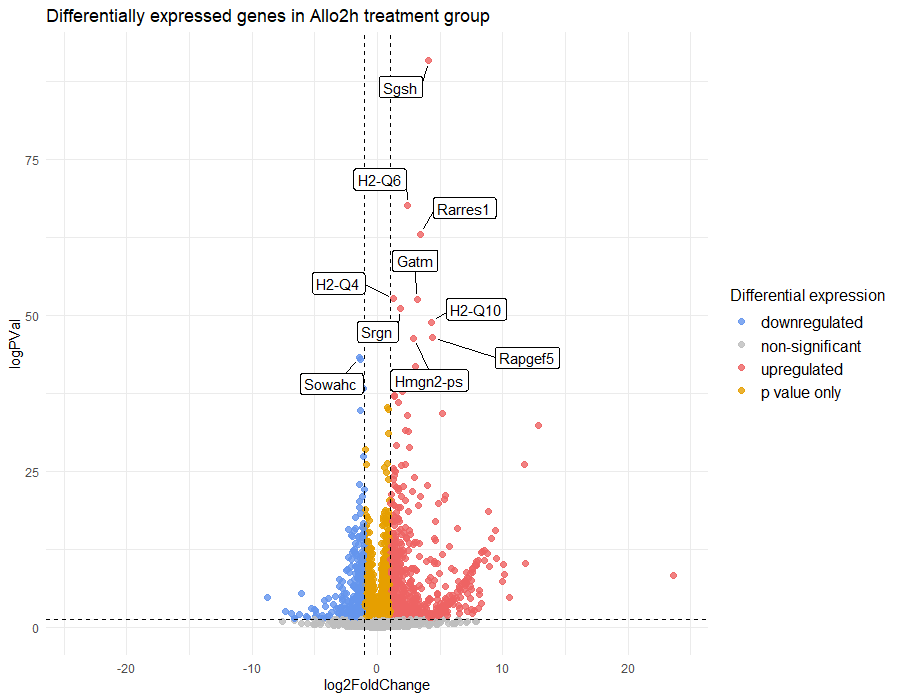 Differentially expressed genes in Allo2h treatment group
Sgsh
75
H2-Q6
Rarres1
Gatm
H2-Q4
H2-Q10
50
Srgn
Rapgef5
Sowahc
Hmgn2-ps
25
0
logPVal
-20
-10
0
10
20
log2FoldChange
Differential expression
downregulated
non-significant
upregulated
p value only